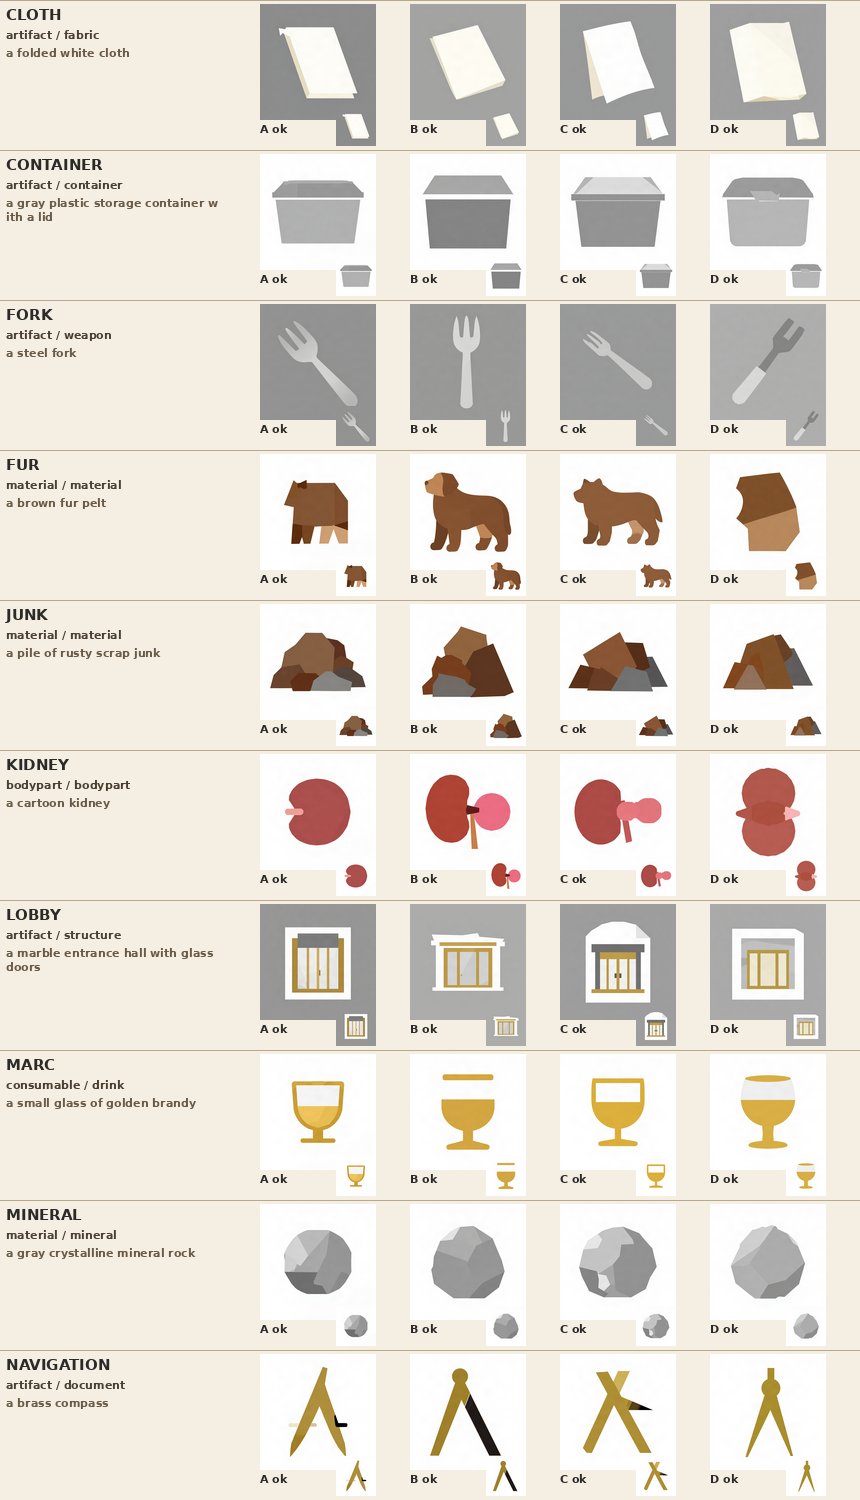 CLOTH
artifact / fabric
a folded white cloth
A ok B ok C ok D ok
CONTAINER
artifact / container
a gray plastic storage container w
ith a lid
A ok B ok C ok D ok
FORK
artifact / weapon
a steel fork
A ok B ok C ok D ok
FUR
material / material
a brown fur pelt
A ok B ok C ok D ok
JUNK
material / material
a pile of rusty scrap junk
A ok B ok C ok D ok
KIDNEY
bodypart / bodypart
a cartoon kidney
A ok B ok C ok D ok
LOBBY
artifact / structure
a marble entrance hall with glass
doors
A ok B ok C ok D ok
MARC
consumable / drink
a small glass of golden brandy
A ok B ok C ok D ok
MINERAL
material / mineral
a gray crystalline mineral rock
A ok B ok C ok D ok
NAVIGATION
artifact / document
a brass compass
A ok B ok C ok D ok